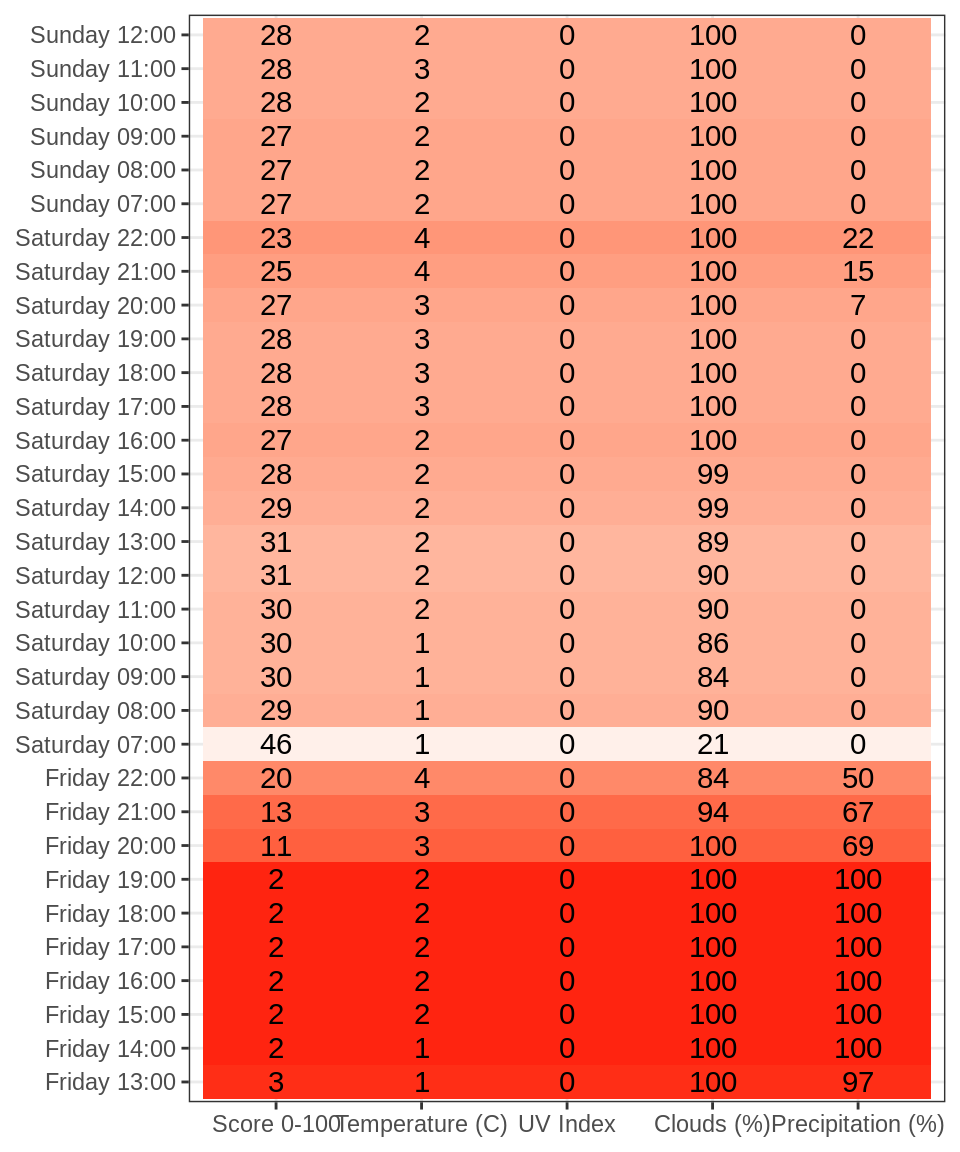 Sunday 12:00 28 2 0 100 0
Sunday 11:00 28 3 0 100 0
Sunday 10:00 28 2 0 100 0
Sunday 09:00 27 2 0 100 0
Sunday 08:00 27 2 0 100 0
Sunday 07:00 27 2 0 100 0
Saturday 22:00 23 4 0 100 22
Saturday 21:00 25 4 0 100 15
Saturday 20:00 27 3 0 100 7
Saturday 19:00 28 3 0 100 0
Saturday 18:00 28 3 0 100 0
Saturday 17:00 28 3 0 100 0
Saturday 16:00 27 2 0 100 0
Saturday 15:00 28 2 0 99 0
Saturday 14:00 29 2 0 99 0
Saturday 13:00 31 2 0 89 0
Saturday 12:00 31 2 0 90 0
Saturday 11:00 30 2 0 90 0
Saturday 10:00 30 1 0 86 0
Saturday 09:00 30 1 0 84 0
Saturday 08:00 29 1 0 90 0
Saturday 07:00 46 1 0 21 0
Friday 22:00 20 4 0 84 50
Friday 21:00 13 3 0 94 67
Friday 20:00 11 3 0 100 69
Friday 19:00 2 2 0 100 100
Friday 18:00 2 2 0 100 100
Friday 17:00 2 2 0 100 100
Friday 16:00 2 2 0 100 100
Friday 15:00 2 2 0 100 100
Friday 14:00 2 1 0 100 100
Friday 13:00 3 1 0 100 97
Score 0-100 Temperature (C) UV Index Clouds (%) Precipitation (%)